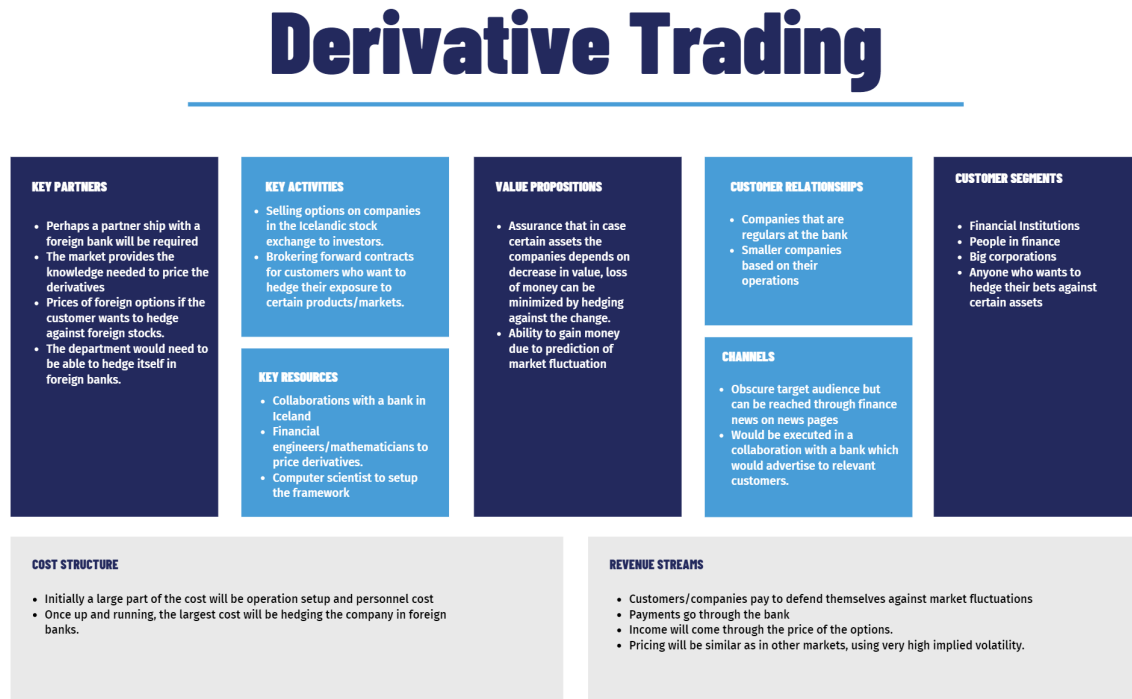 Derivative Trading
KEY PARTNERS
• Perhaps a partner ship with a
foreign bank will be required
• The market provides the
knowledge needed to price the
derivatives
• Prices of foreign options if the
customer wants to hedge
against foreign stocks.
• The department would need to
be able to hedge itself in
foreign banks.
KEY ACTIVITIES
• Selling options on companies
in the Icelandic stock
exchange to investors.
• Brokering forward contracts
for customers who want to
hedge their exposure to
certain products/markets.
KEY RESOURCES
• Collaborations with a bank in
Iceland
• Financial
engineers/mathematicians to
price derivatives.
• Computer scientist to setup
the framework
VALUE PROPOSITIONS
• Assurance that in case
certain assets the
companies depends on
decrease in value, loss
of money can be
minimized by hedging
against the change.
• Ability to gain money
due to prediction of
market fluctuation
CUSTOMER RELATIONSHIPS
• Companies that are
regulars at the bank
• Smaller companies
based on their
operations
CHANNELS
• Obscure target audience but
can be reached through finance
news on news pages
• Would be executed in a
collaboration with a bank which
would advertise to relevant
customers.
CUSTOMER SEGMENTS
• Financial Institutions
• People in finance
• Big corporations
• Anyone who wants to
hedge their bets against
certain assets
COST STRUCTURE
• Initially a large part of the cost will be operation setup and personnel cost
• Once up and running, the largest cost will be hedging the company in foreign
banks.
REVENUE STREAMS
• Customers/companies pay to defend themselves against market fluctuations
• Payments go through the bank
• Income will come through the price of the options.
• Pricing will be similar as in other markets, using very high implied volatility.